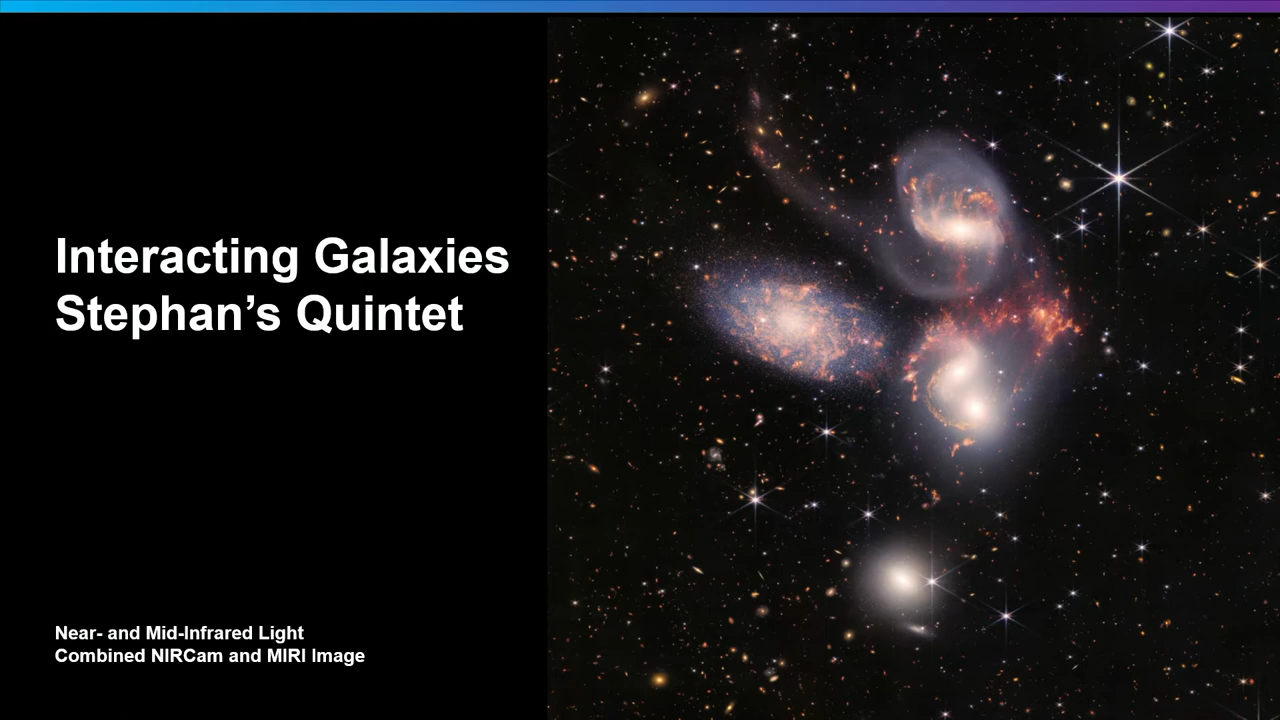 Interacting Galaxies
Stephan’s Quintet
Near- and Mid-Infrared Light
Combined NIRCam and MIRI Image